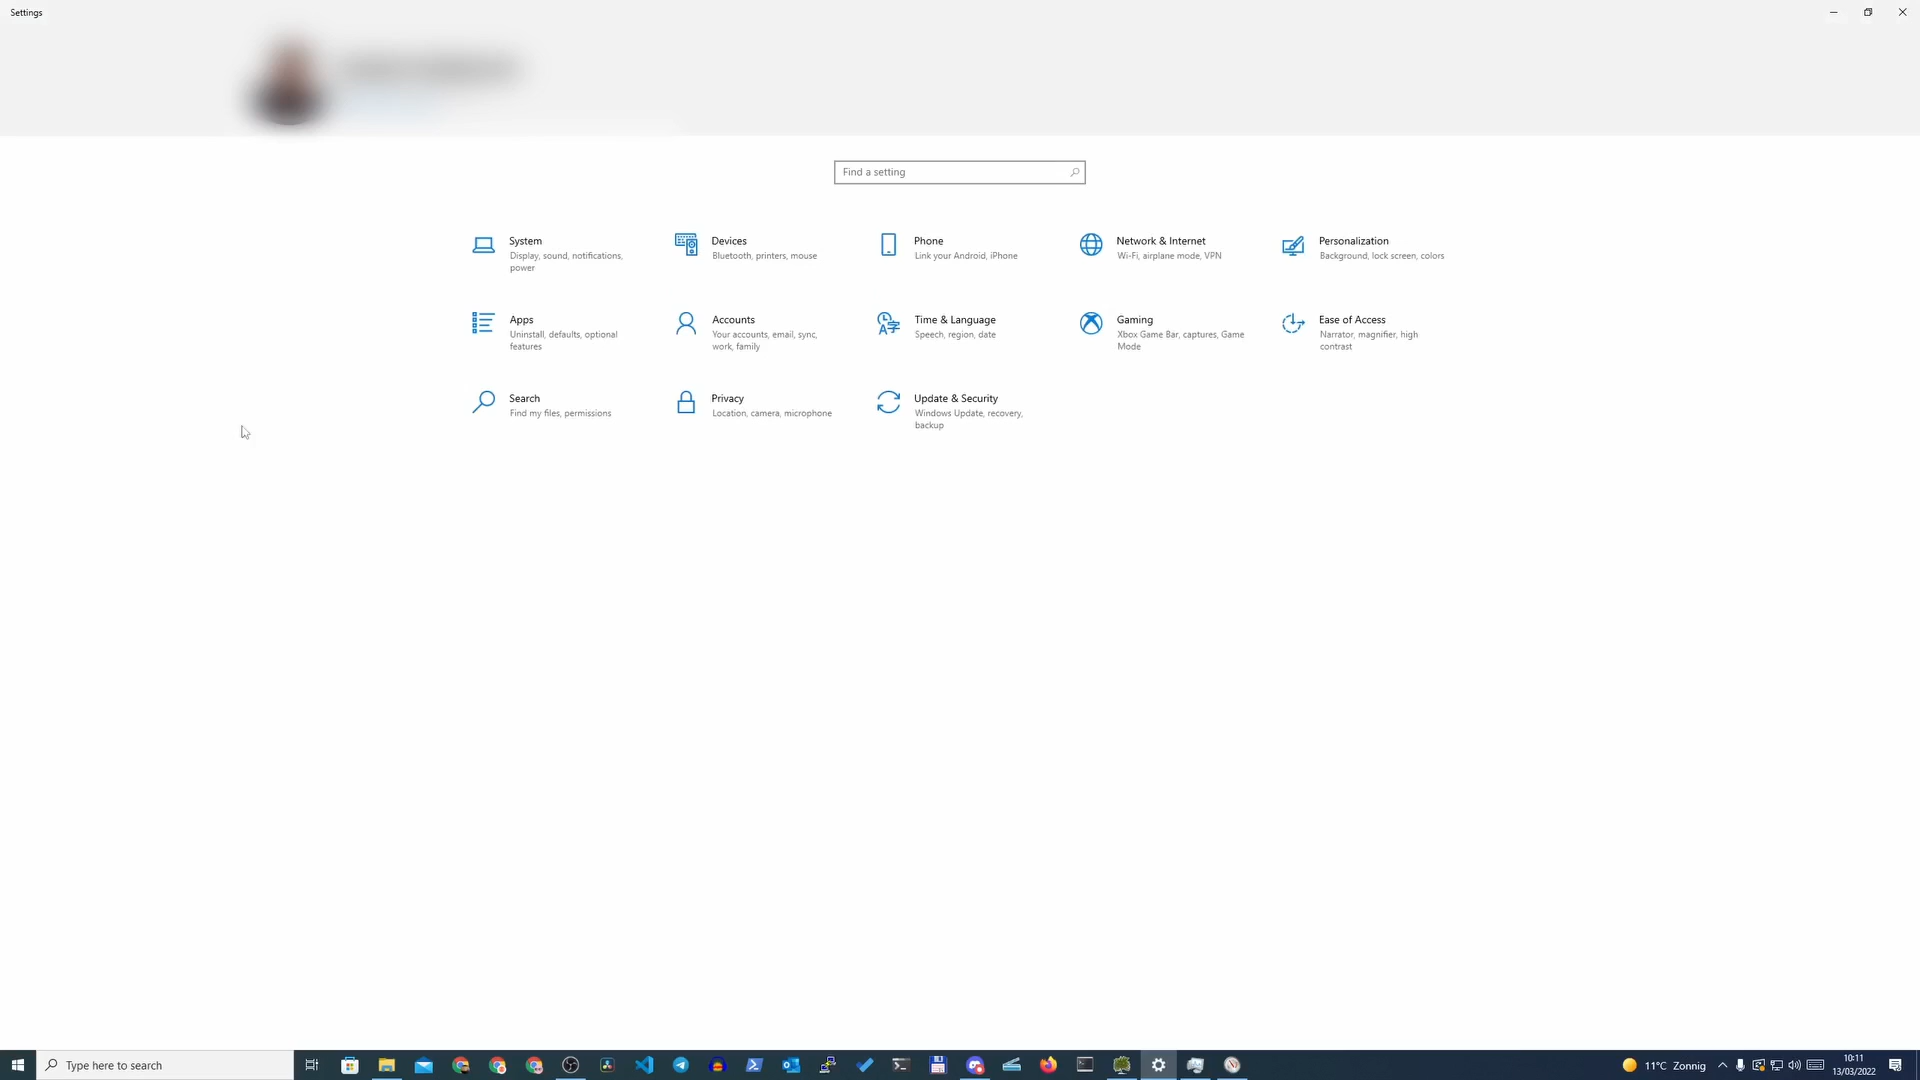 Settings
Find a setting
System
Display, sound, notifications,
power
Devices
Bluetooth, printers, mouse
Phone
Link your Android, iPhone
Network & Internet
Wi-Fi, airplane mode, VPN
Personalization
Background, lock screen, colors
Apps
Uninstall, defaults, optional
features
Accounts
Your accounts, email, sync,
work, family
Time & Language
Speech, region, date
Gaming
Xbox Game Bar, captures, Game
Mode
Ease of Access
Narrator, magnifier, high
contrast
Search
Find my files, permissions
Privacy
Location, camera, microphone
Update & Security
Windows Update, recovery,
backup
Type here to search
11°C Zonnig
10:11
13/03/2022